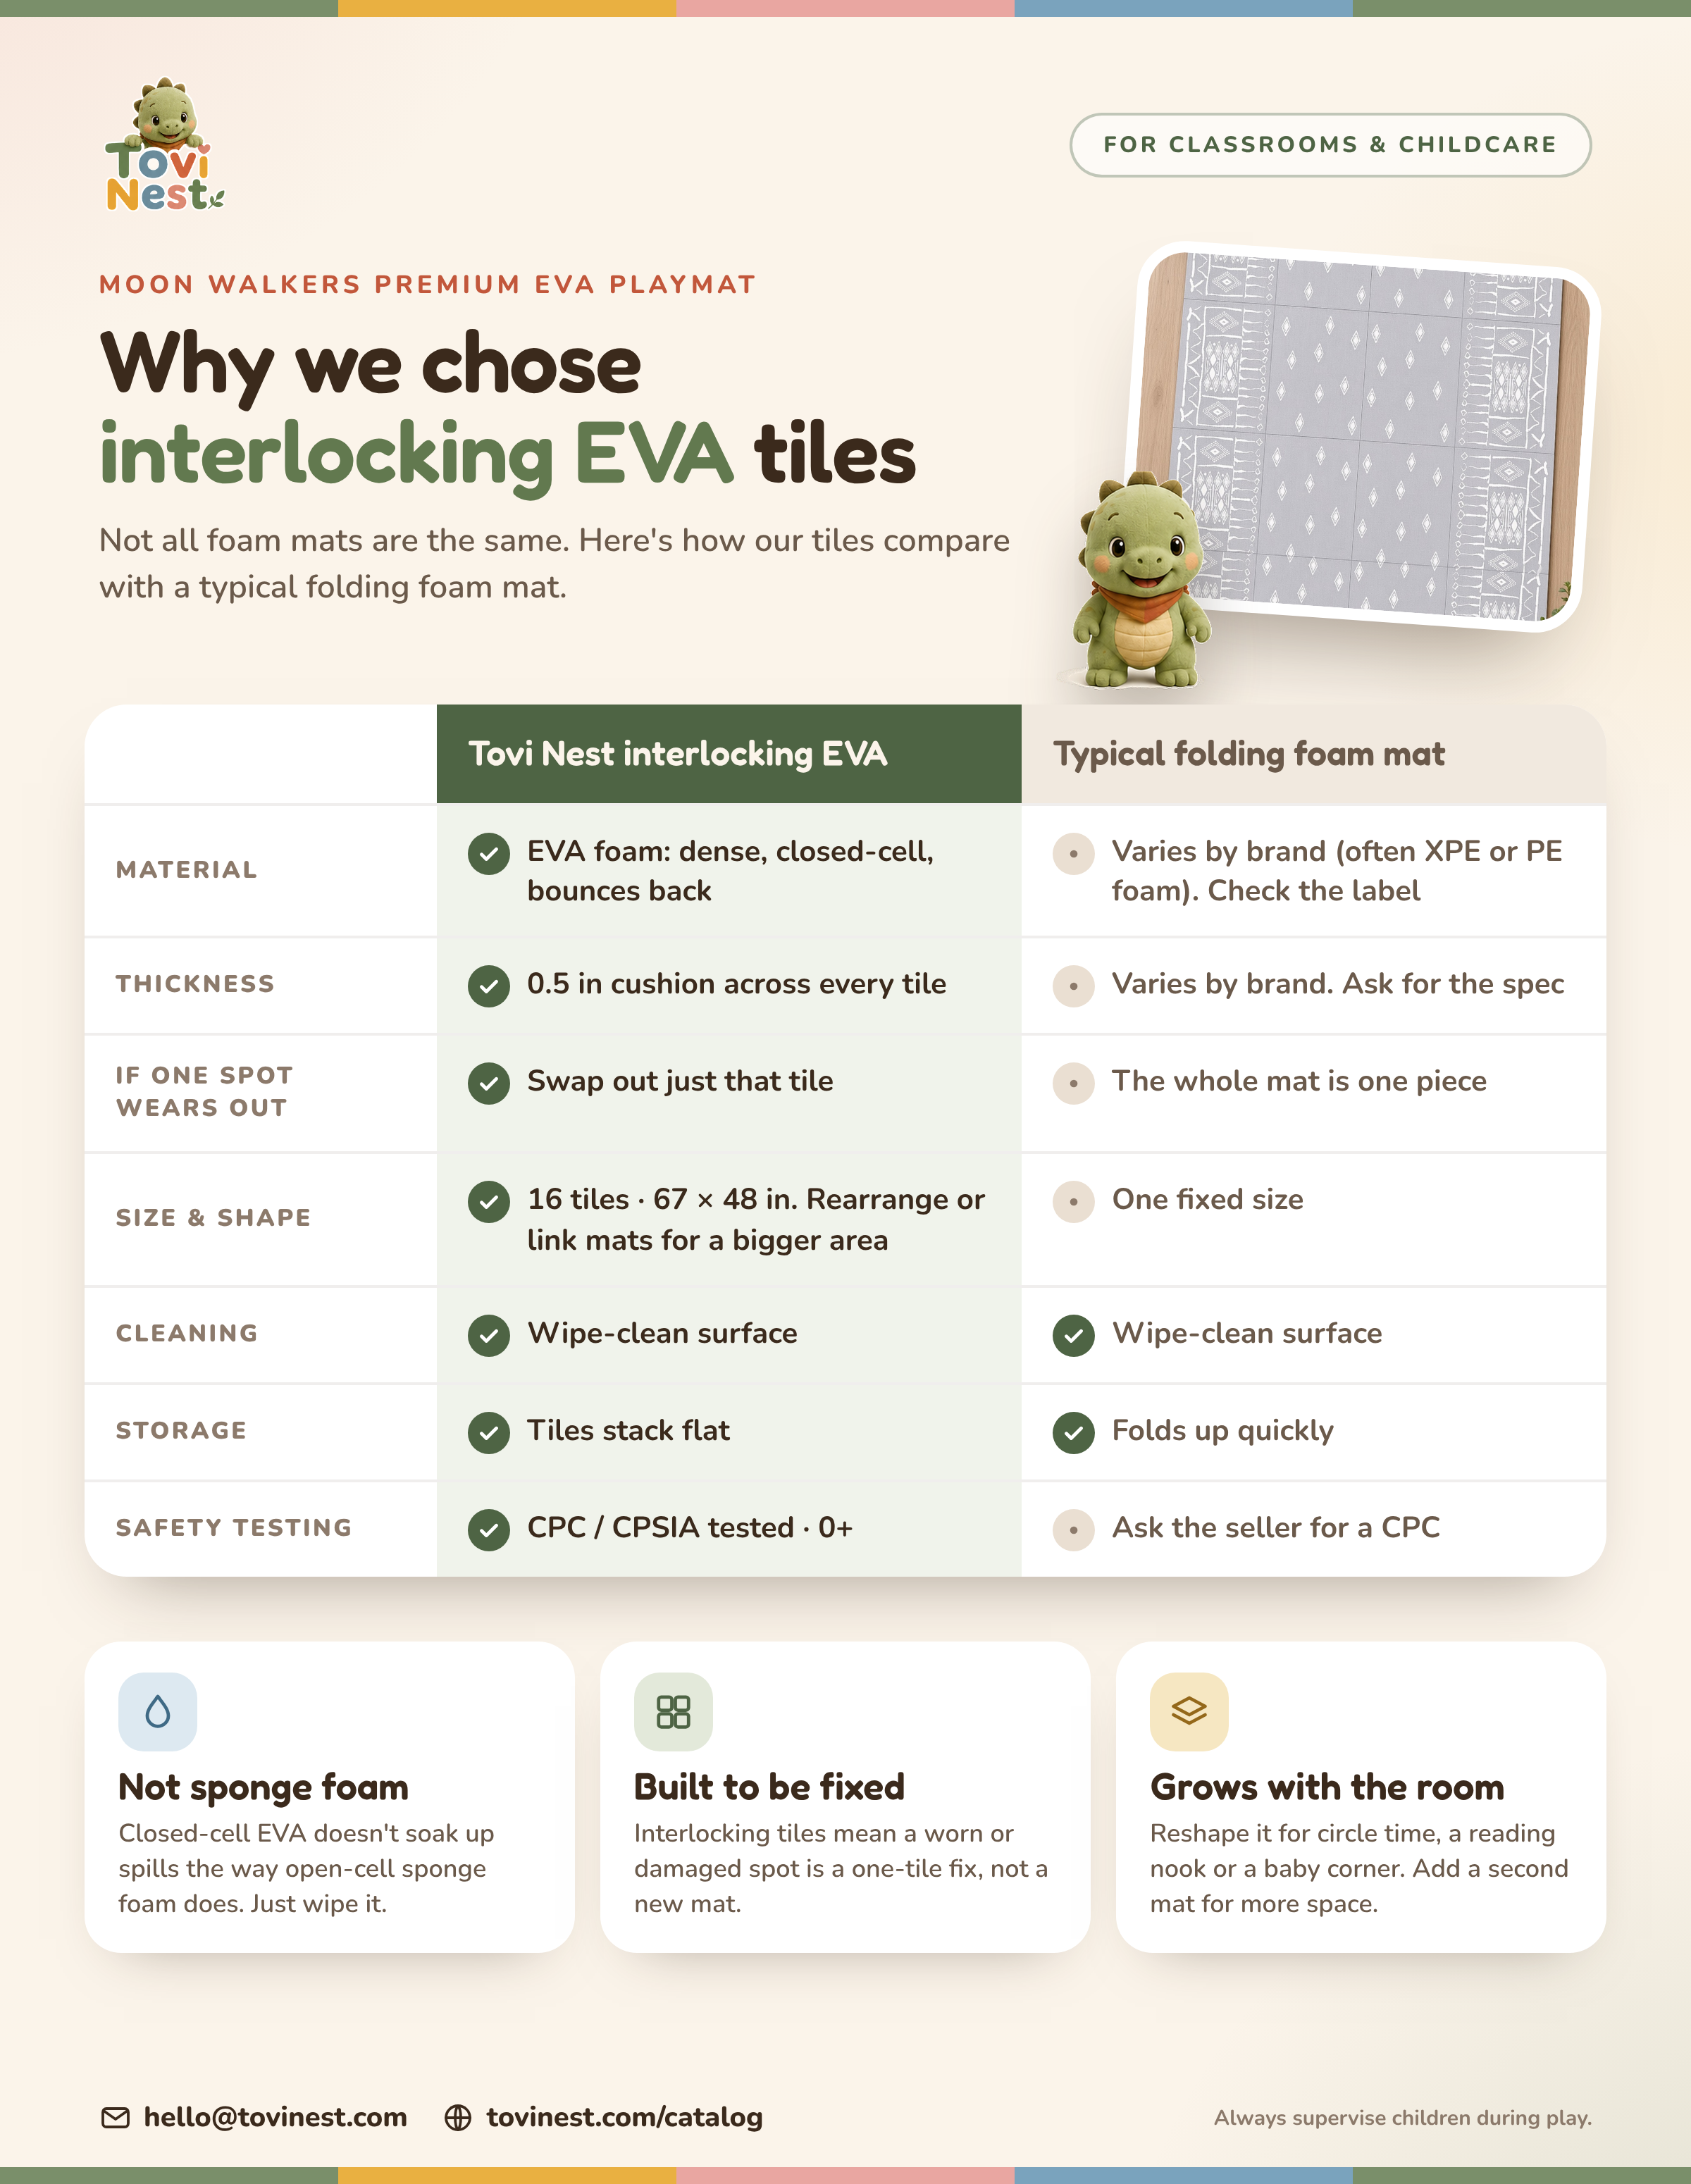 Tovi
Nest
FOR CLASSROOMS & CHILDCARE
MOON WALKERS PREMIUM EVA PLAYMAT
Why we chose
interlocking EVA tiles
Not all foam mats are the same. Here's how our tiles compare
with a typical folding foam mat.
Tovi Nest interlocking EVA
Typical folding foam mat
MATERIAL
EVA foam: dense, closed-cell,
bounces back
Varies by brand (often XPE or PE
foam). Check the label
THICKNESS
0.5 in cushion across every tile
Varies by brand. Ask for the spec
IF ONE SPOT
WEARS OUT
Swap out just that tile
The whole mat is one piece
SIZE & SHAPE
16 tiles · 67 × 48 in. Rearrange or
link mats for a bigger area
One fixed size
CLEANING
Wipe-clean surface
Wipe-clean surface
STORAGE
Tiles stack flat
Folds up quickly
SAFETY TESTING
CPC / CPSIA tested · 0+
Ask the seller for a CPC
Not sponge foam
Closed-cell EVA doesn't soak up
spills the way open-cell sponge
foam does. Just wipe it.
Built to be fixed
Interlocking tiles mean a worn or
damaged spot is a one-tile fix, not a
new mat.
Grows with the room
Reshape it for circle time, a reading
nook or a baby corner. Add a second
mat for more space.
hello@tovinest.com
tovinest.com/catalog
Always supervise children during play.